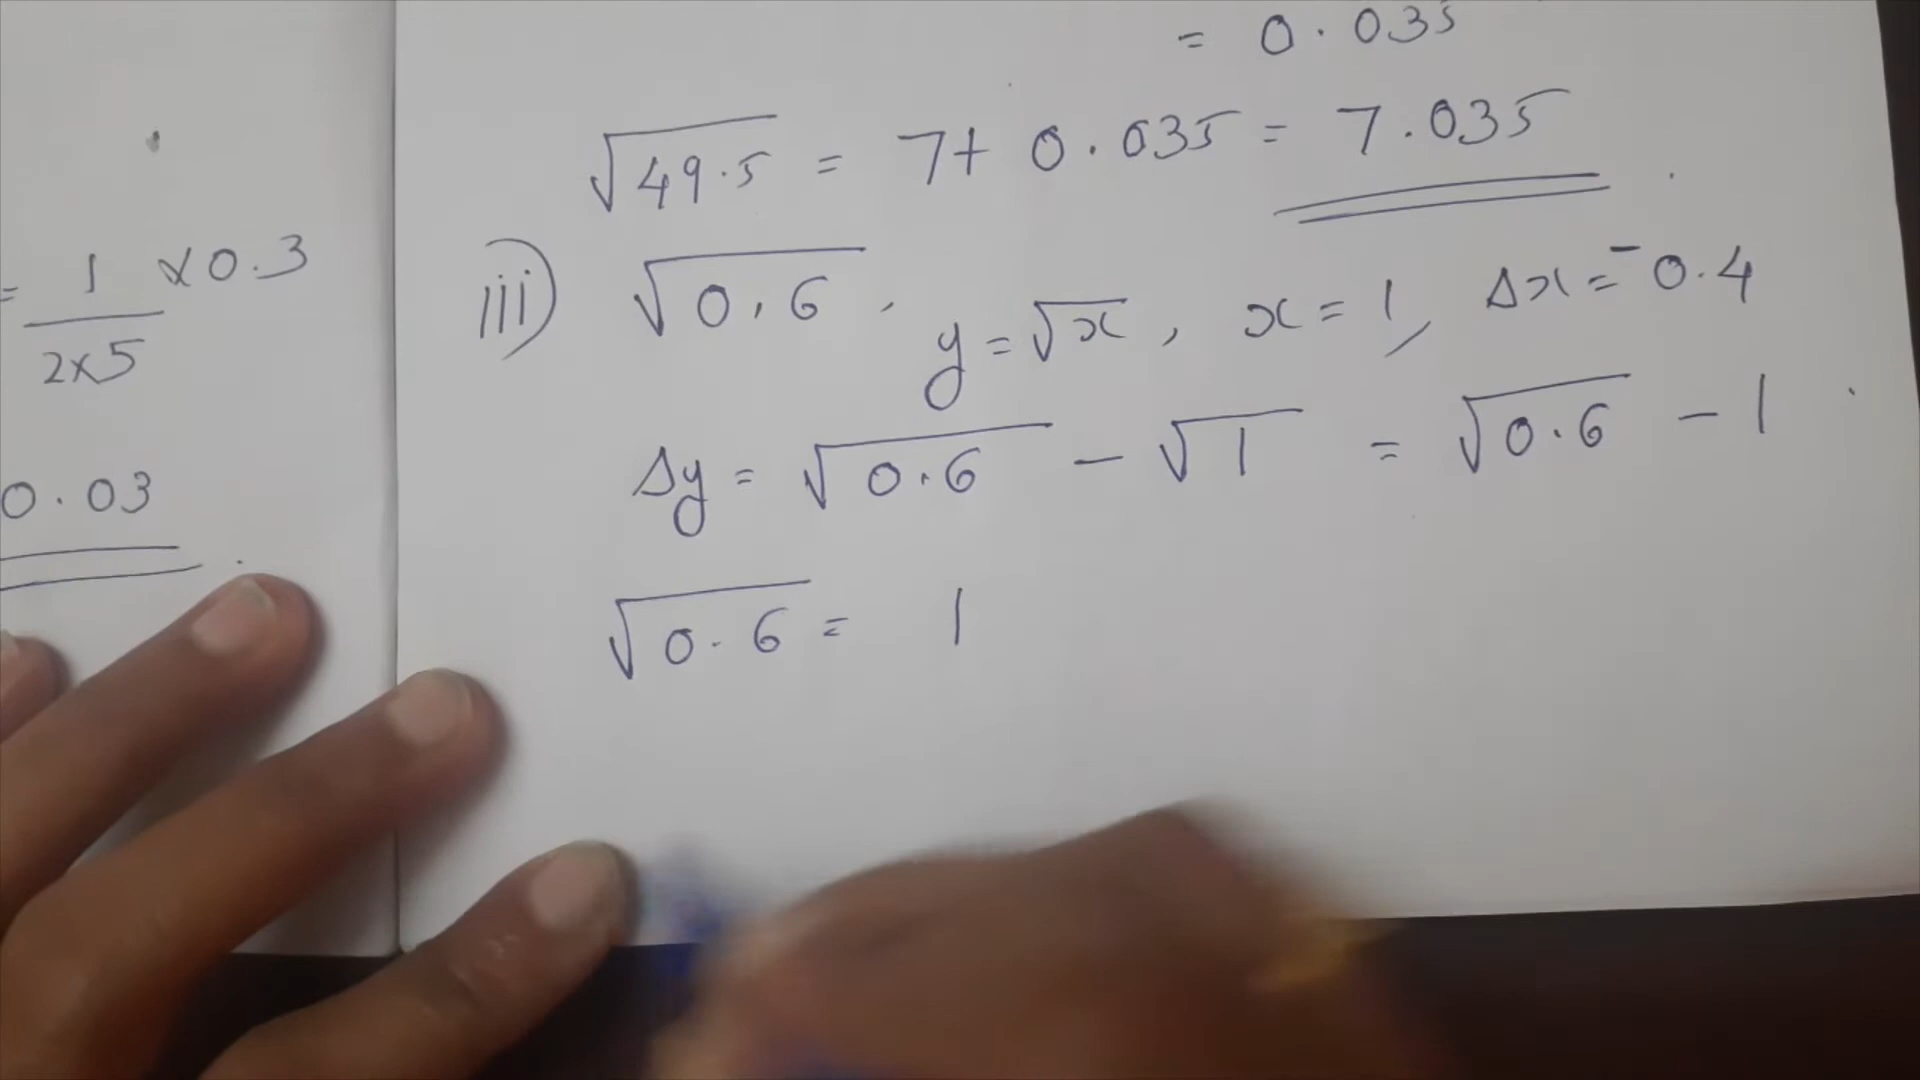 = 1/2×5 ×0.3
0.03
= 0.035
√49.5 = 7+ 0.035 = 7.035
iii) √0.6 , y = √x , x = 1, Δx = -0.4
Δy = √0.6 - √1 = √0.6 - 1
√0.6 = 1